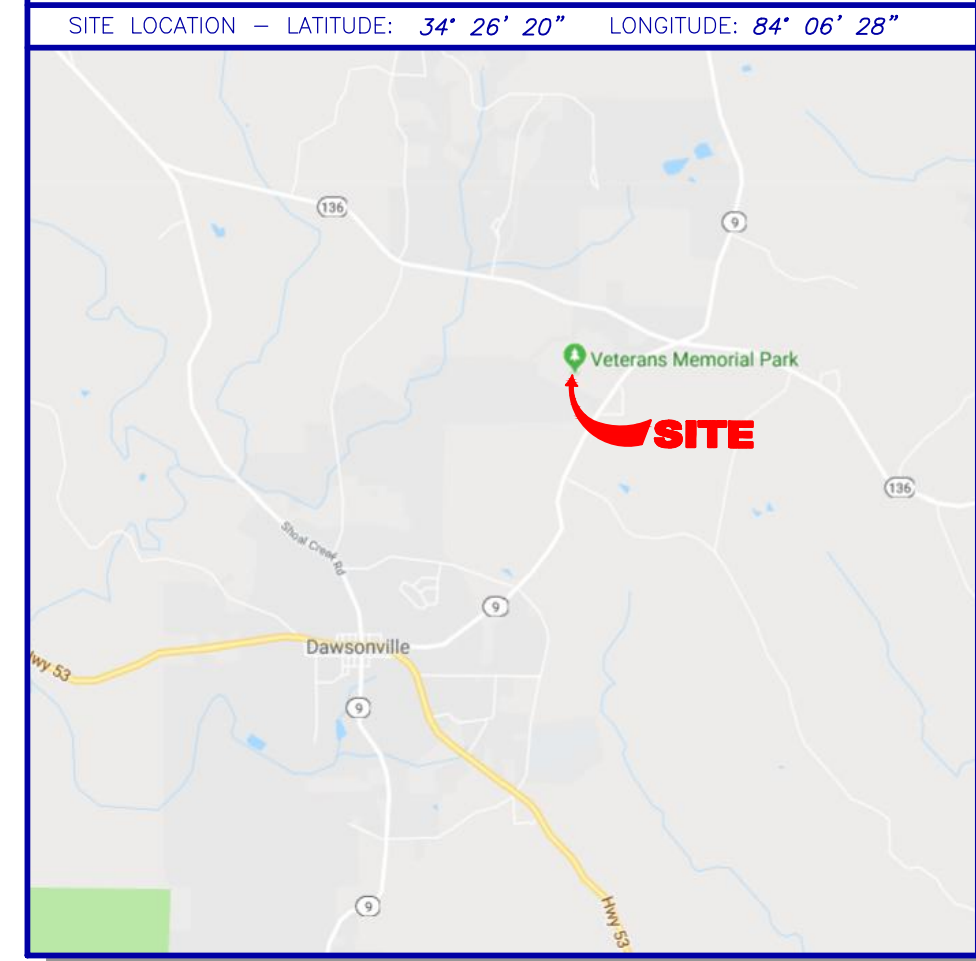 SITE LOCATION – LATITUDE: 34° 26' 20" LONGITUDE: 84° 06' 28"
136
9
Veterans Memorial Park
SITE
136
Shoal Creek Rd
9
Dawsonville
wy 53
9
9
Hwy 53